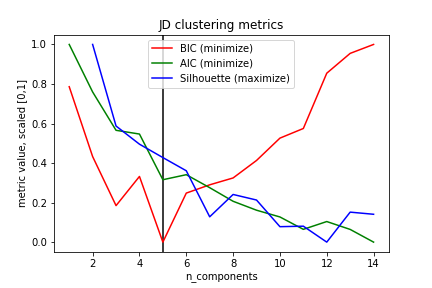 JD clustering metrics
BIC (minimize)
AIC (minimize)
Silhouette (maximize)
metric value, scaled [0,1]
1.0
0.8
0.6
0.4
0.2
0.0
2 4 6 8 10 12 14
n_components